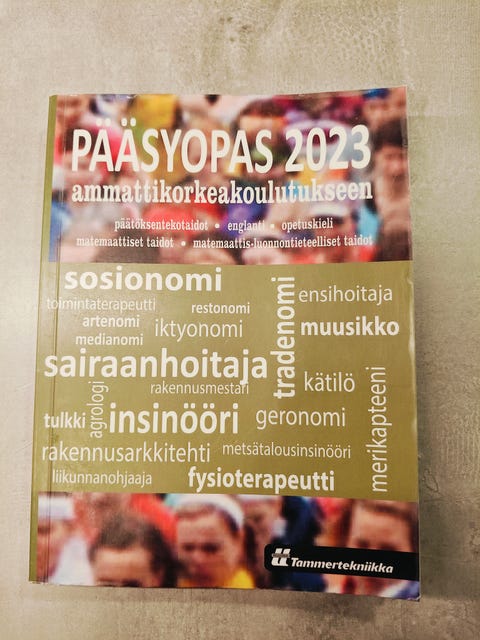 PÄÄSYOPAS 2023
ammattikorkeakoulutukseen
päätöksentekotaidot • englanti • opetuskieli
matemaattiset taidot • matemaattis-luonnontieteelliset taidot
sosionomi
toimintaterapeutti
restonomi
artenomi
medianomi
iktyonomi
tradenomi
ensihoitaja
muusikko
sairaanhoitaja
rakennusmestari
kätilö
merikapteeni
agrologi
tulkki
insinööri
geronomi
rakennusarkkitehti
metsätalousinsinööri
liikunnanohjaaja
fysioterapeutti
tt Tammertekniikka